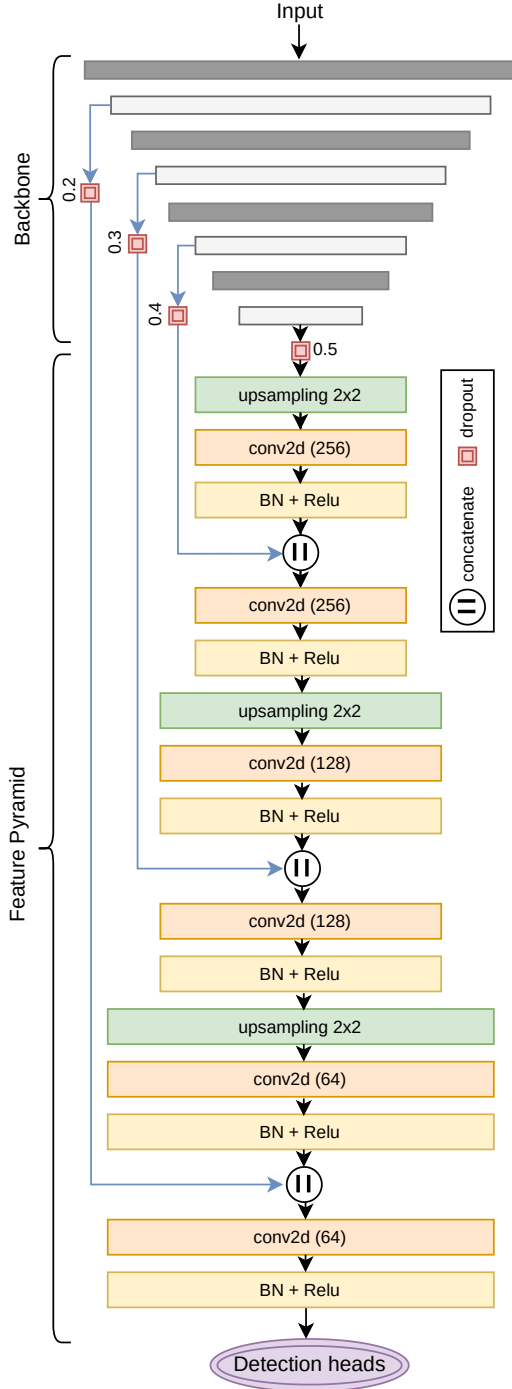 Input
Backbone
0.2
0.3
0.4
0.5
upsampling 2x2
conv2d (256)
BN + Relu
conv2d (256)
BN + Relu
upsampling 2x2
conv2d (128)
BN + Relu
conv2d (128)
BN + Relu
upsampling 2x2
conv2d (64)
BN + Relu
conv2d (64)
BN + Relu
Detection heads
Feature Pyramid
concatenate
dropout